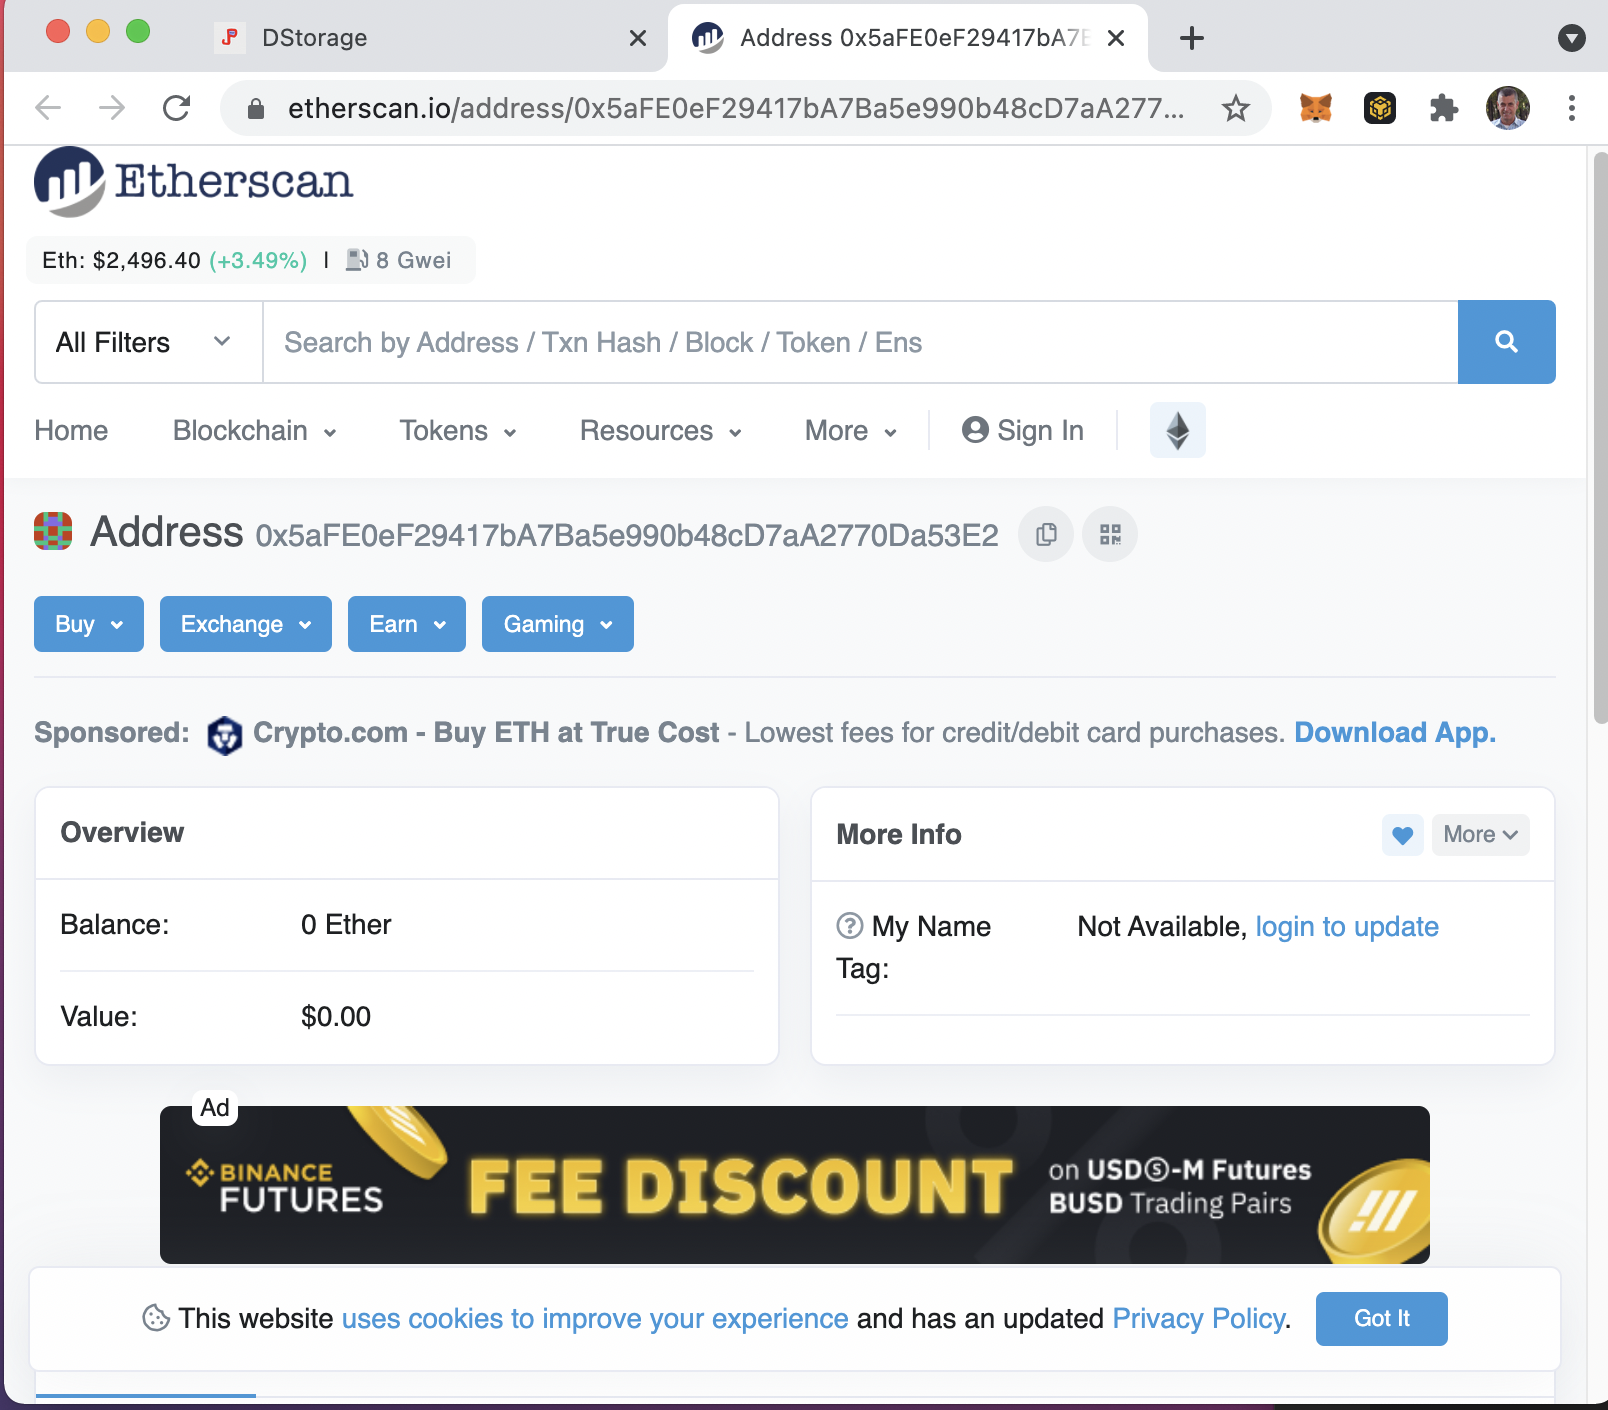 DStorage
Address 0x5aFE0eF29417bA7E
etherscan.io/address/0x5aFE0eF29417bA7Ba5e990b48cD7aA277...
Etherscan
Eth: $2,496.40 (+3.49%) | 8 Gwei
All Filters
Search by Address / Txn Hash / Block / Token / Ens
Home Blockchain Tokens Resources More Sign In
Address 0x5aFE0eF29417bA7Ba5e990b48cD7aA2770Da53E2
Buy Exchange Earn Gaming
Sponsored: Crypto.com - Buy ETH at True Cost - Lowest fees for credit/debit card purchases. Download App.
Overview
Balance: 0 Ether
Value: $0.00
More Info
More
My Name Tag: Not Available, login to update
Ad
BINANCE
FUTURES
FEE DISCOUNT
on USDⓈ-M Futures
BUSD Trading Pairs
This website uses cookies to improve your experience and has an updated Privacy Policy.
Got It